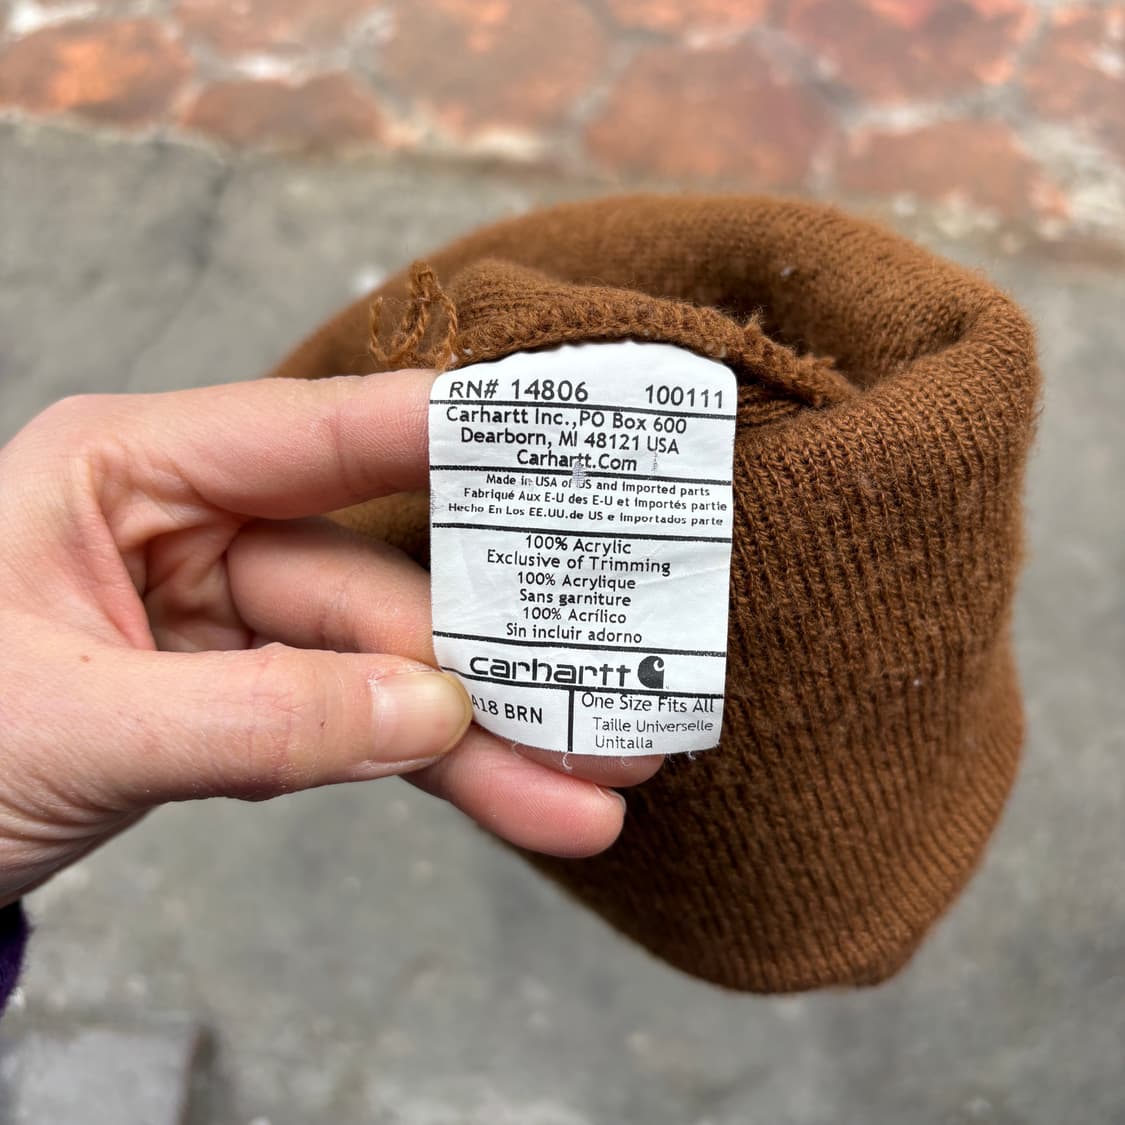 RN# 14806 100111
Carhartt Inc.,PO Box 600
Dearborn, MI 48121 USA
Carhartt.Com
Made in USA of US and Imported parts
Fabriqué Aux E-U des E-U et Importés partie
Hecho En Los EE.UU.de US e Importados parte
100% Acrylic
Exclusive of Trimming
100% Acrylique
Sans garniture
100% Acrílico
Sin incluir adorno
carhartt
A18 BRN
One Size Fits All
Taille Universelle
Unitalla